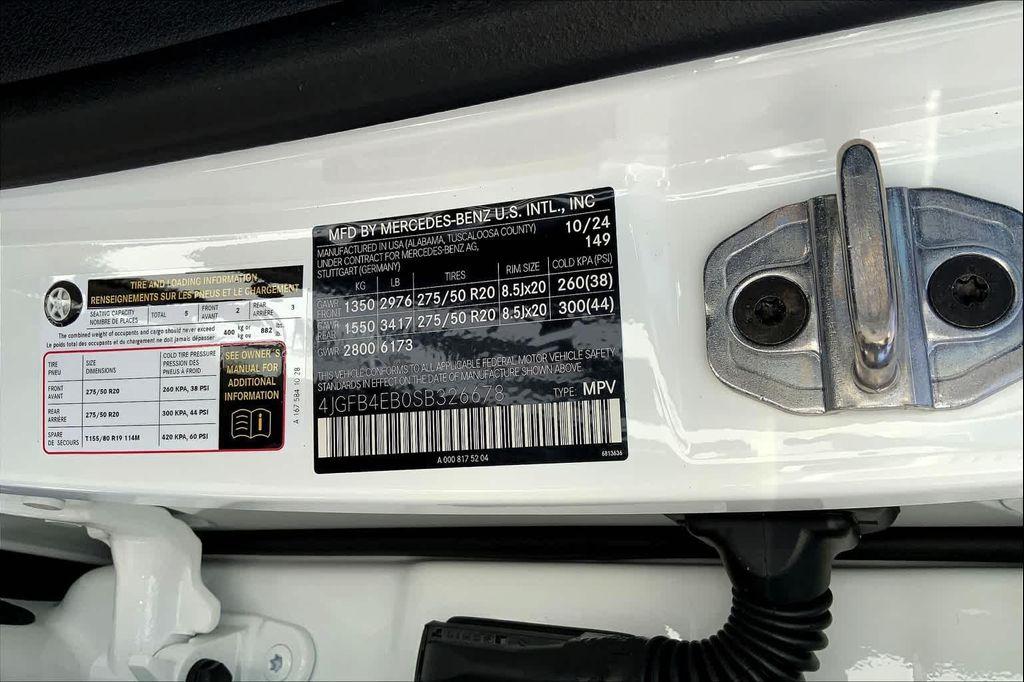 TIRE AND LOADING INFORMATION
RENSEIGNEMENTS SUR LES PNEUS ET LE CHARGEMENT
SEATING CAPACITY TOTAL 5 FRONT 2 REAR 3
NOMBRE DE PLACES AVANT ARRIÈRE
The combined weight of occupants and cargo should never exceed 400 kg or 882 lbs
Le poids total des occupants et du chargement ne doit jamais dépasser kg ou
TIRE SIZE COLD TIRE PRESSURE
PNEU DIMENSIONS PRESSION DES
PNEUS À FROID
FRONT
AVANT 275/50 R20 260 KPA, 38 PSI
REAR
ARRIÈRE 275/50 R20 300 KPA, 44 PSI
SPARE
DE SECOURS T155/80 R19 114M 420 KPA, 60 PSI
SEE OWNER'S
MANUAL FOR
ADDITIONAL
INFORMATION
A 167 584 10 28
MFD BY MERCEDES-BENZ U.S. INTL., INC
MANUFACTURED IN USA (ALABAMA, TUSCALOOSA COUNTY) 10/24
UNDER CONTRACT FOR MERCEDES-BENZ AG, 149
STUTTGART (GERMANY)
KG LB TIRES RIM SIZE COLD KPA (PSI)
GAWR
FRONT 1350 2976 275/50 R20 8.5Jx20 260(38)
GAWR
REAR 1550 3417 275/50 R20 8.5Jx20 300(44)
GVWR 2800 6173
THIS VEHICLE CONFORMS TO ALL APPLICABLE FEDERAL MOTOR VEHICLE SAFETY
STANDARDS IN EFFECT ON THE DATE OF MANUFACTURE SHOWN ABOVE
4JGFB4EB0SB326678 TYPE: MPV
A 000 817 52 04
6813636